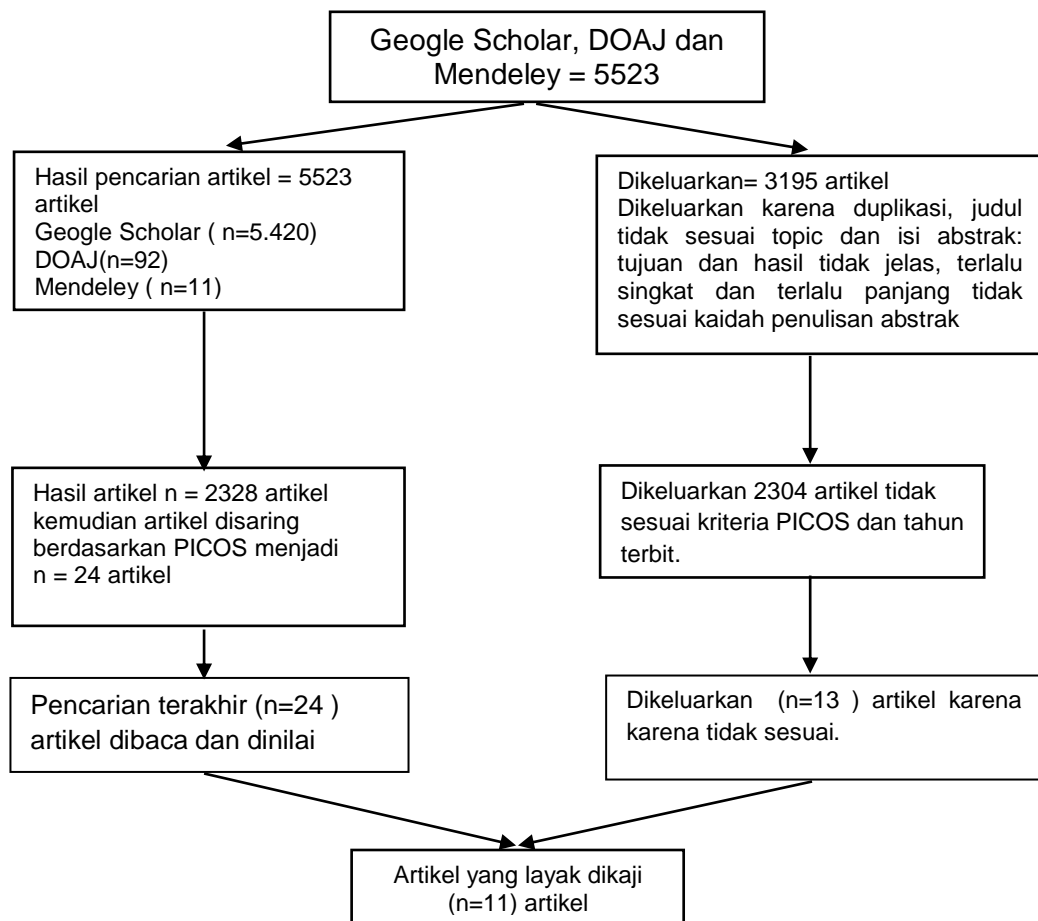 Geogle Scholar, DOAJ dan
Mendeley = 5523
Hasil pencarian artikel = 5523
artikel
Geogle Scholar ( n=5.420)
DOAJ(n=92)
Mendeley ( n=11)
Dikeluarkan= 3195 artikel
Dikeluarkan karena duplikasi, judul
tidak sesuai topic dan isi abstrak:
tujuan dan hasil tidak jelas, terlalu
singkat dan terlalu panjang tidak
sesuai kaidah penulisan abstrak
Hasil artikel n = 2328 artikel
kemudian artikel disaring
berdasarkan PICOS menjadi
n = 24 artikel
Dikeluarkan 2304 artikel tidak
sesuai kriteria PICOS dan tahun
terbit.
Pencarian terakhir (n=24 )
artikel dibaca dan dinilai
Dikeluarkan (n=13 ) artikel karena
karena tidak sesuai.
Artikel yang layak dikaji
(n=11) artikel